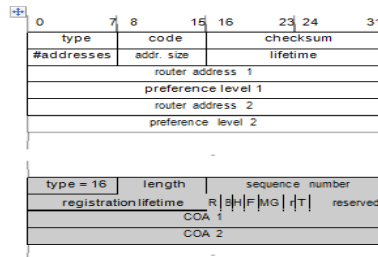 0 7 8 15 16 23 24 31
type code checksum
#addresses addr. size lifetime
router address 1
preference level 1
router address 2
preference level 2
type = 16 length sequence number
registration lifetime R B H F M G r T reserved
COA 1
COA 2